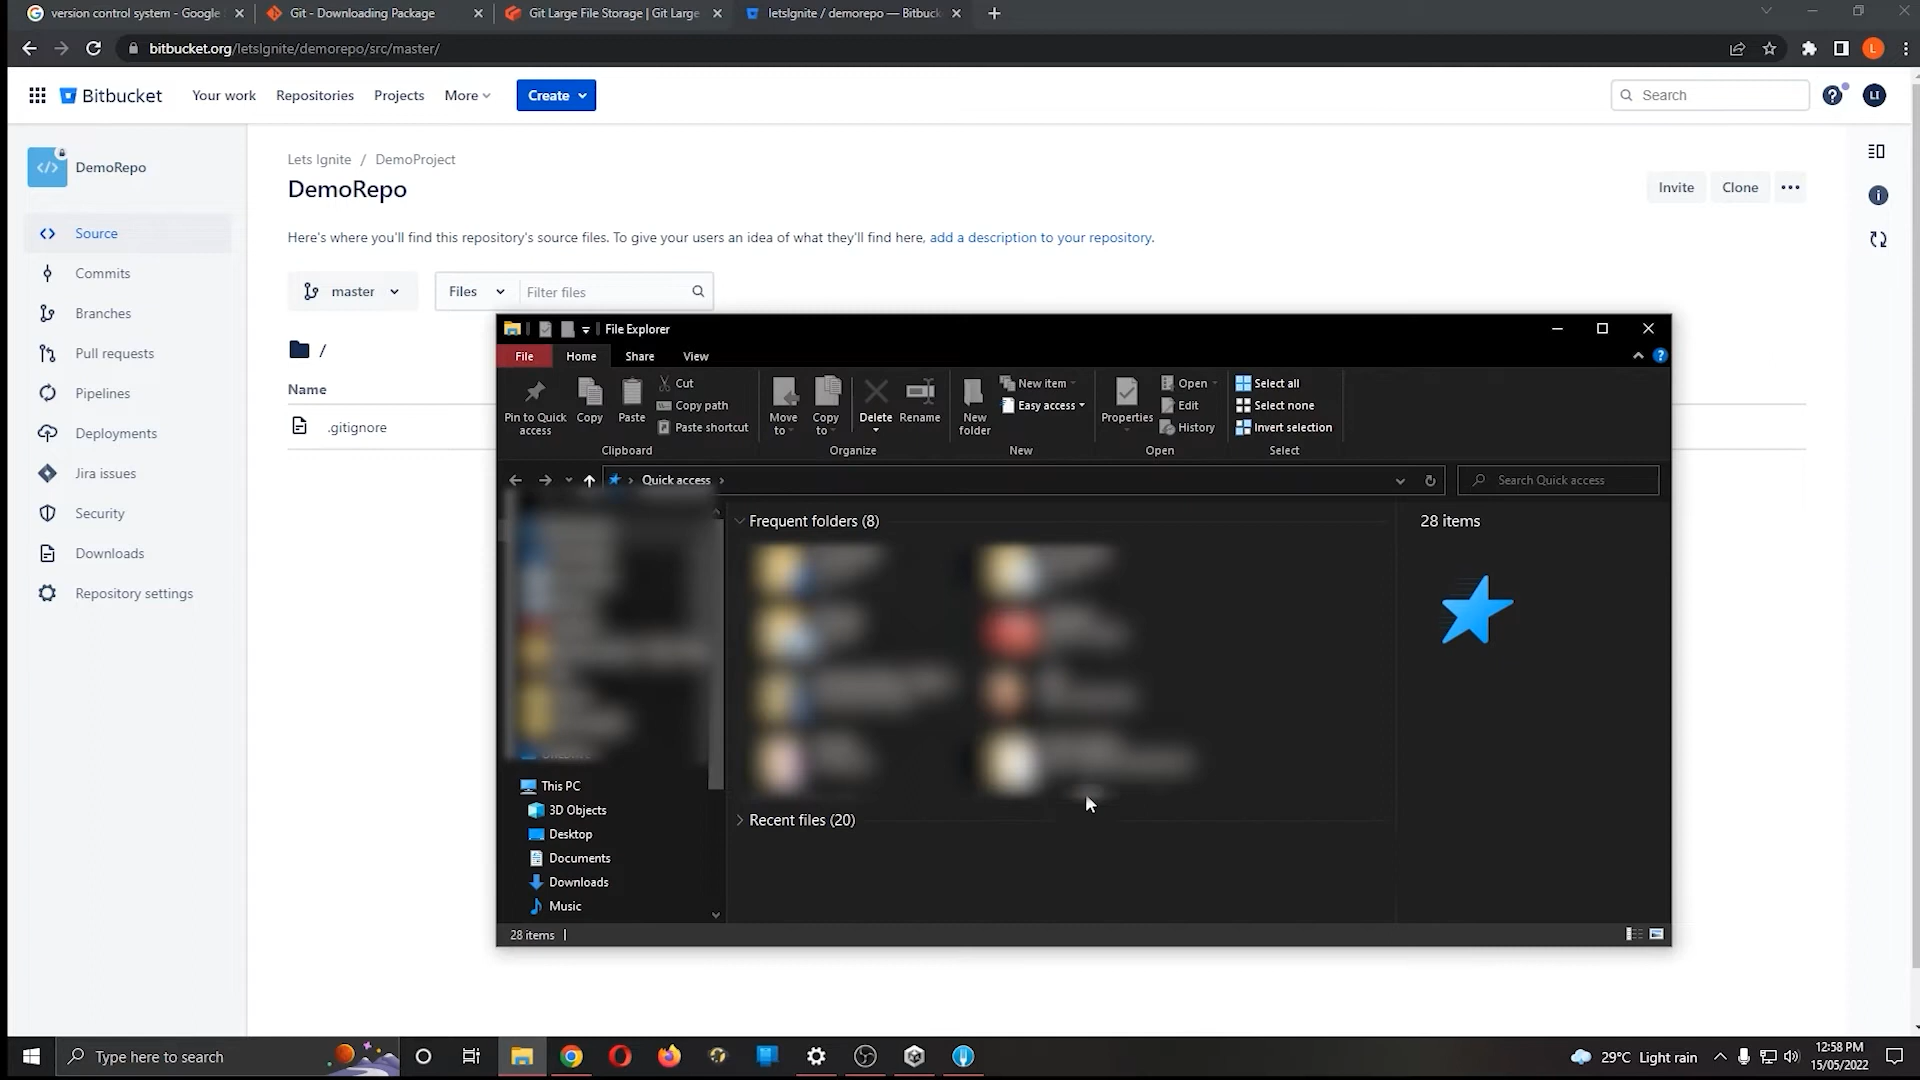 version control system - Google
Git - Downloading Package
Git Large File Storage | Git Large
letsIgnite / demorepo — Bitbuck
bitbucket.org/letsIgnite/demorepo/src/master/
L
Bitbucket
Your work
Repositories
Projects
More
Create
Search
LI
DemoRepo
Lets Ignite / DemoProject
DemoRepo
Invite
Clone
Here's where you'll find this repository's source files. To give your users an idea of what they'll find here, add a description to your repository.
Source
Commits
Branches
Pull requests
Pipelines
Deployments
Jira issues
Security
Downloads
Repository settings
master
Files
Filter files
/
Name
.gitignore
File Explorer
File
Home
Share
View
Pin to Quick
access
Copy
Paste
Cut
Copy path
Paste shortcut
Clipboard
Move
to
Copy
to
Delete
Rename
Organize
New
folder
New item
Easy access
New
Properties
Open
Edit
History
Open
Select all
Select none
Invert selection
Select
Quick access
Search Quick access
Frequent folders (8)
28 items
Recent files (20)
This PC
3D Objects
Desktop
Documents
Downloads
Music
28 items
Type here to search
29°C Light rain
12:58 PM
15/05/2022